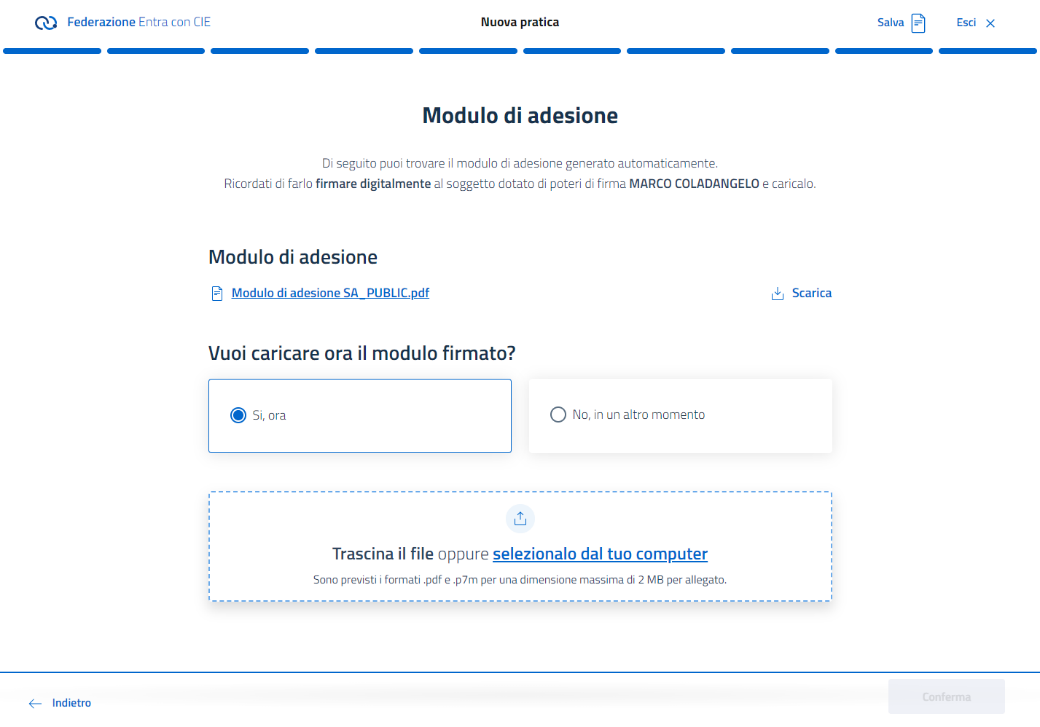 Federazione Entra con CIE
Nuova pratica
Salva
Esci
Modulo di adesione
Di seguito puoi trovare il modulo di adesione generato automaticamente.
Ricordati di farlo firmare digitalmente al soggetto dotato di poteri di firma MARCO COLADANGELO e caricalo.
Modulo di adesione
Modulo di adesione SA_PUBLIC.pdf
Scarica
Vuoi caricare ora il modulo firmato?
Si, ora
No, in un altro momento
Trascina il file oppure selezionalo dal tuo computer
Sono previsti i formati .pdf e .p7m per una dimensione massima di 2 MB per allegato.
Indietro
Conferma